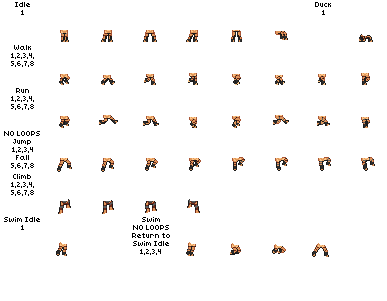 Idle
1
Duck
1
Walk
1,2,3,4,
5,6,7,8
Run
1,2,3,4,
5,6,7,8
NO LOOPS
Jump
1,2,3,4
Fall
5,6,7,8
Climb
1,2,3,4,
5,6,7,8
Swim Idle
1
Swim
NO LOOPS
Return to
Swim Idle
1,2,3,4